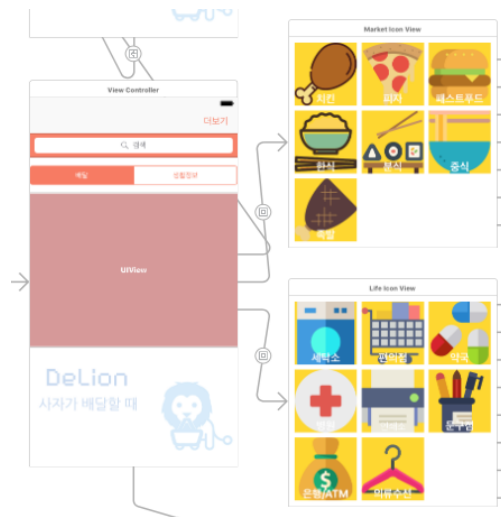 View Controller
더보기
검색
배달
생활정보
UIView
DeLion
사자가 배달할 때
Market Icon View
치킨
피자
패스트푸드
한식
분식
중식
족발
Life Icon View
세탁소
편의점
약국
병원
인쇄소
문구점
은행/ATM
의류수선